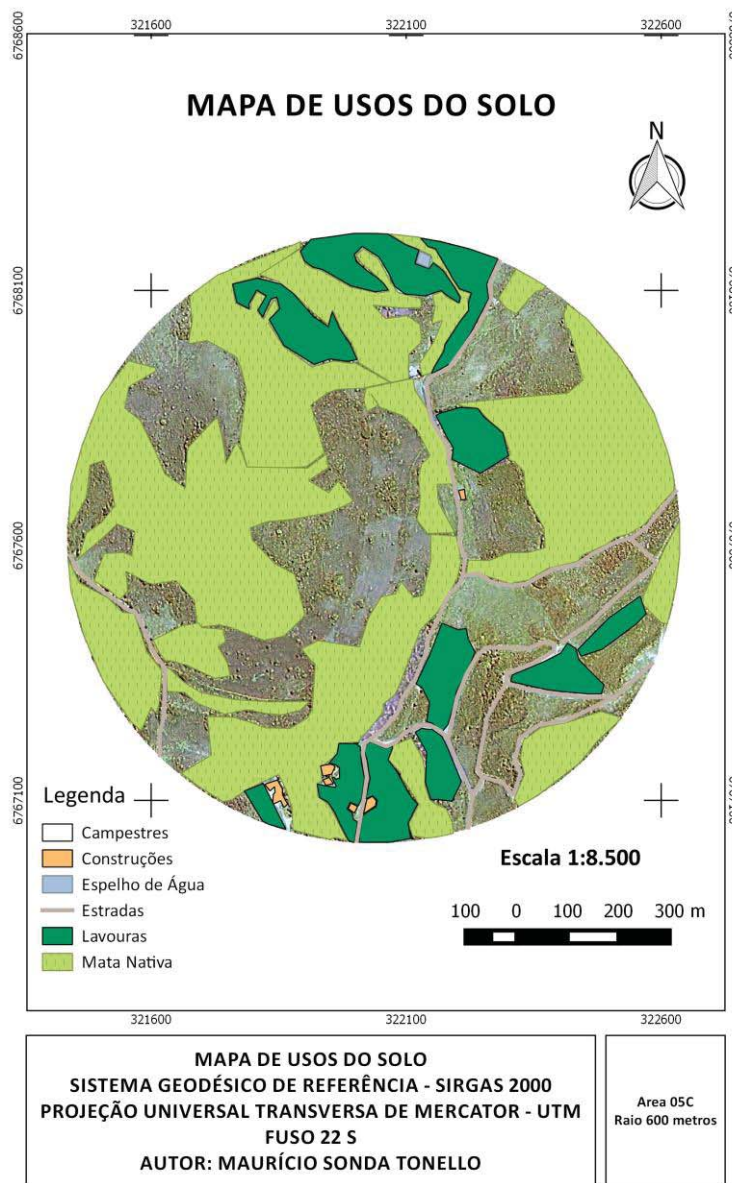 321600 322100 322600
6768600
MAPA DE USOS DO SOLO
N
6768100
6767600
6767100
Legenda
Campestres
Construções
Espelho de Água
Estradas
Lavouras
Mata Nativa
Escala 1:8.500
100 0 100 200 300 m
321600 322100 322600
MAPA DE USOS DO SOLO
SISTEMA GEODÉSICO DE REFERÊNCIA - SIRGAS 2000
PROJEÇÃO UNIVERSAL TRANSVERSA DE MERCATOR - UTM
FUSO 22 S
AUTOR: MAURÍCIO SONDA TONELLO
Area 05C
Raio 600 metros